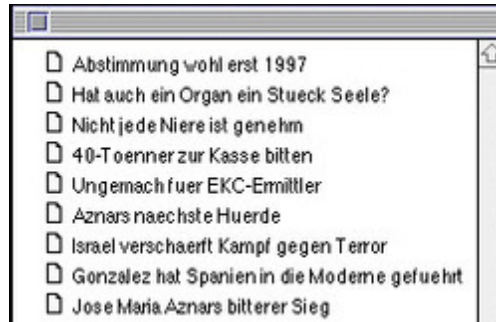 Abstimmung wohl erst 1997
Hat auch ein Organ ein Stueck Seele?
Nicht jede Niere ist genehm
40-Toenner zur Kasse bitten
Ungemach fuer EKC-Ermittler
Aznars naechste Huerde
Israel verschaerft Kampf gegen Terror
Gonzalez hat Spanien in die Moderne gefuehrt
Jose Maria Aznars bitterer Sieg